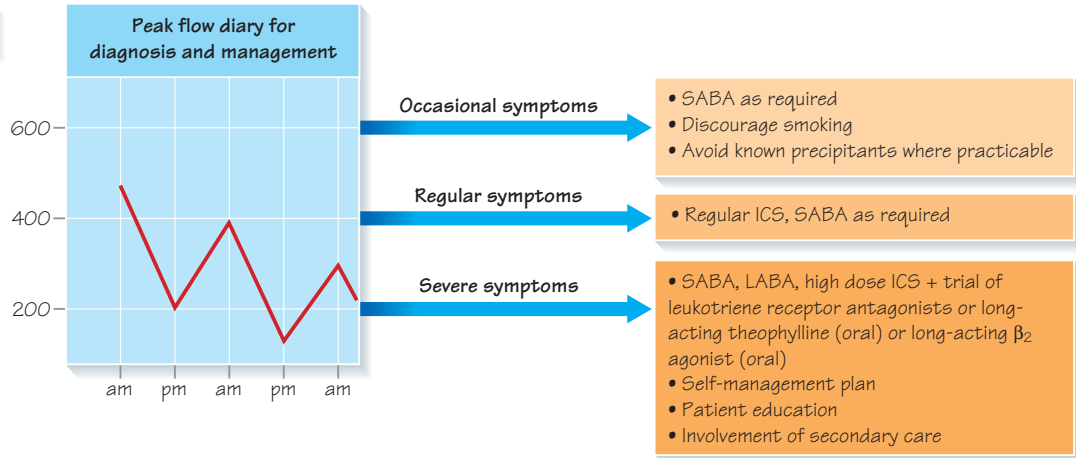 Peak flow diary for
diagnosis and management
600
400
200
am pm am pm am
Occasional symptoms
• SABA as required
• Discourage smoking
• Avoid known precipitants where practicable
Regular symptoms
• Regular ICS, SABA as required
Severe symptoms
• SABA, LABA, high dose ICS + trial of
leukotriene receptor antagonists or long-
acting theophylline (oral) or long-acting β₂
agonist (oral)
• Self-management plan
• Patient education
• Involvement of secondary care